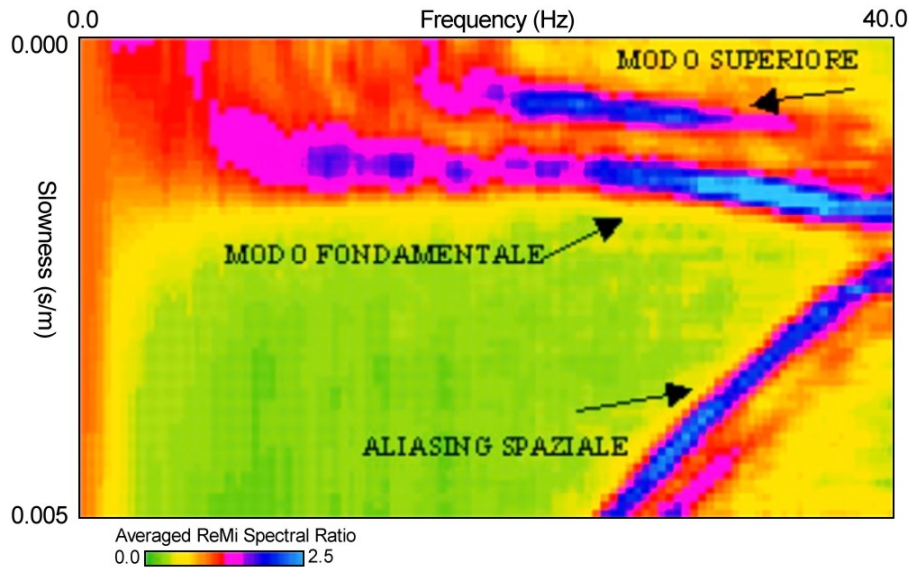 0.0 Frequency (Hz) 40.0
0.000
MODO SUPERIORE
Slowness (s/m)
MODO FONDAMENTALE
ALIASING SPAZIALE
0.005
Averaged ReMi Spectral Ratio
0.0 2.5